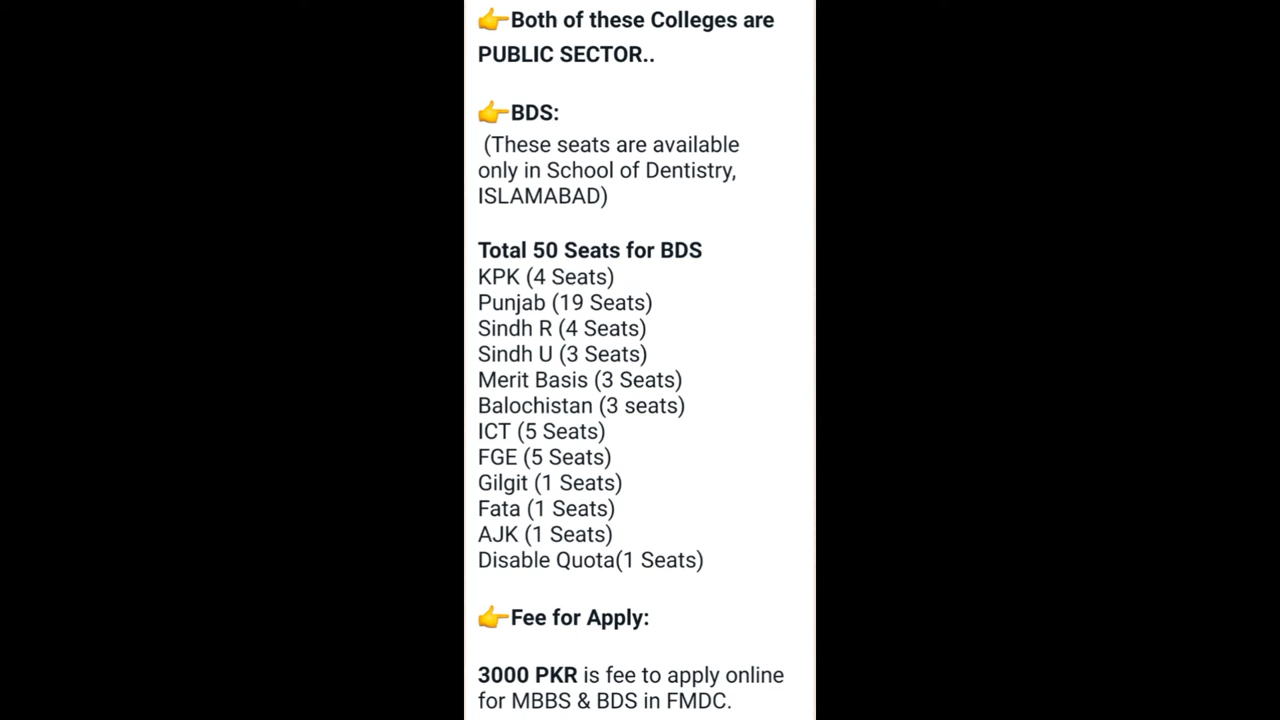 👉Both of these Colleges are
PUBLIC SECTOR..
👉BDS:
(These seats are available
only in School of Dentistry,
ISLAMABAD)
Total 50 Seats for BDS
KPK (4 Seats)
Punjab (19 Seats)
Sindh R (4 Seats)
Sindh U (3 Seats)
Merit Basis (3 Seats)
Balochistan (3 seats)
ICT (5 Seats)
FGE (5 Seats)
Gilgit (1 Seats)
Fata (1 Seats)
AJK (1 Seats)
Disable Quota(1 Seats)
👉Fee for Apply:
3000 PKR is fee to apply online
for MBBS & BDS in FMDC.